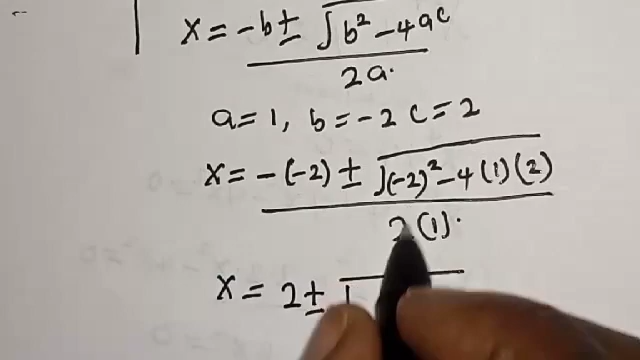 x = -b ± √b² - 4ac
2a.
a = 1, b = -2 c = 2
x = -(-2) ± √(-2)² - 4(1)(2)
2(1).
x = 2 ± √